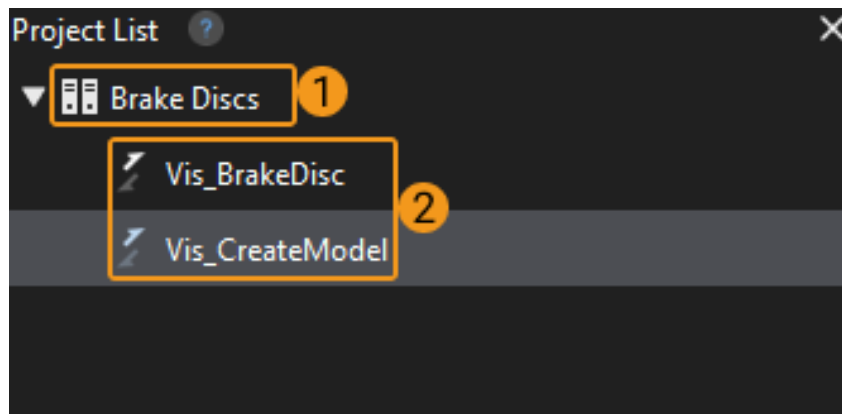 Project List ?
Brake Discs 1
Vis_BrakeDisc
2
Vis_CreateModel